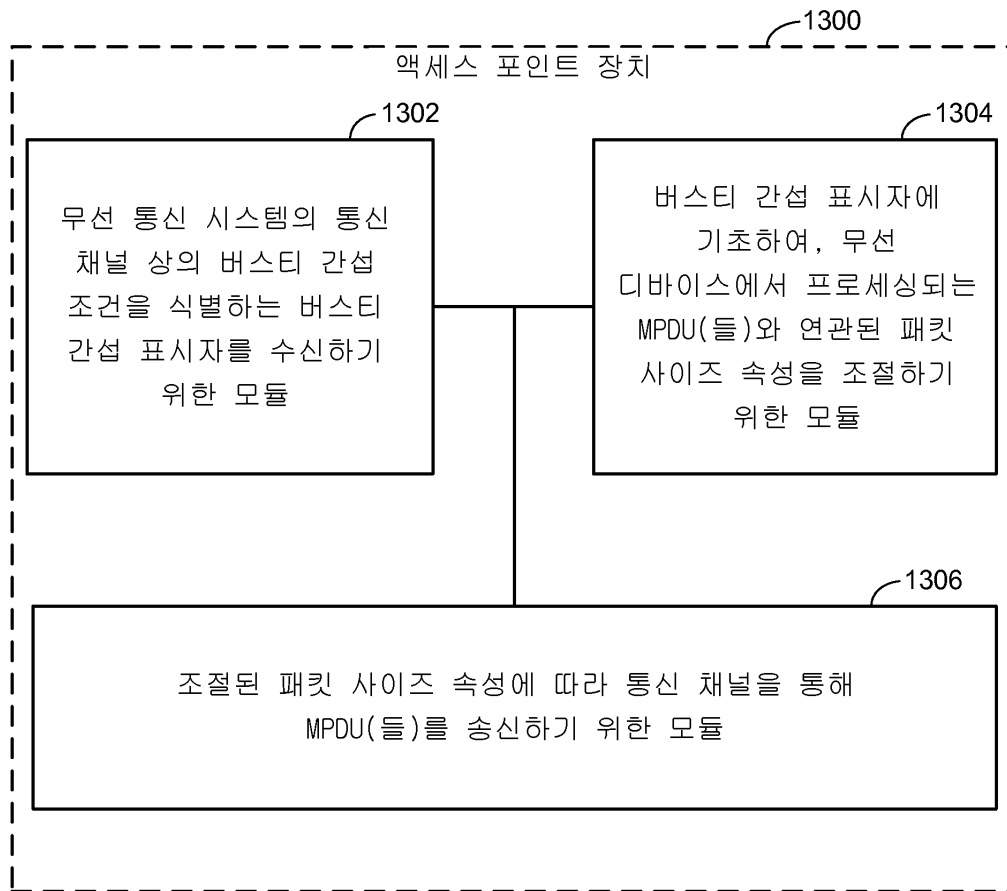 1300
액세스 포인트 장치
1302
무선 통신 시스템의 통신
채널 상의 버스티 간섭
조건을 식별하는 버스티
간섭 표시자를 수신하기
위한 모듈
1304
버스티 간섭 표시자에
기초하여, 무선
디바이스에서 프로세싱되는
MPDU(들)와 연관된 패킷
사이즈 속성을 조절하기
위한 모듈
1306
조절된 패킷 사이즈 속성에 따라 통신 채널을 통해
MPDU(들)를 송신하기 위한 모듈